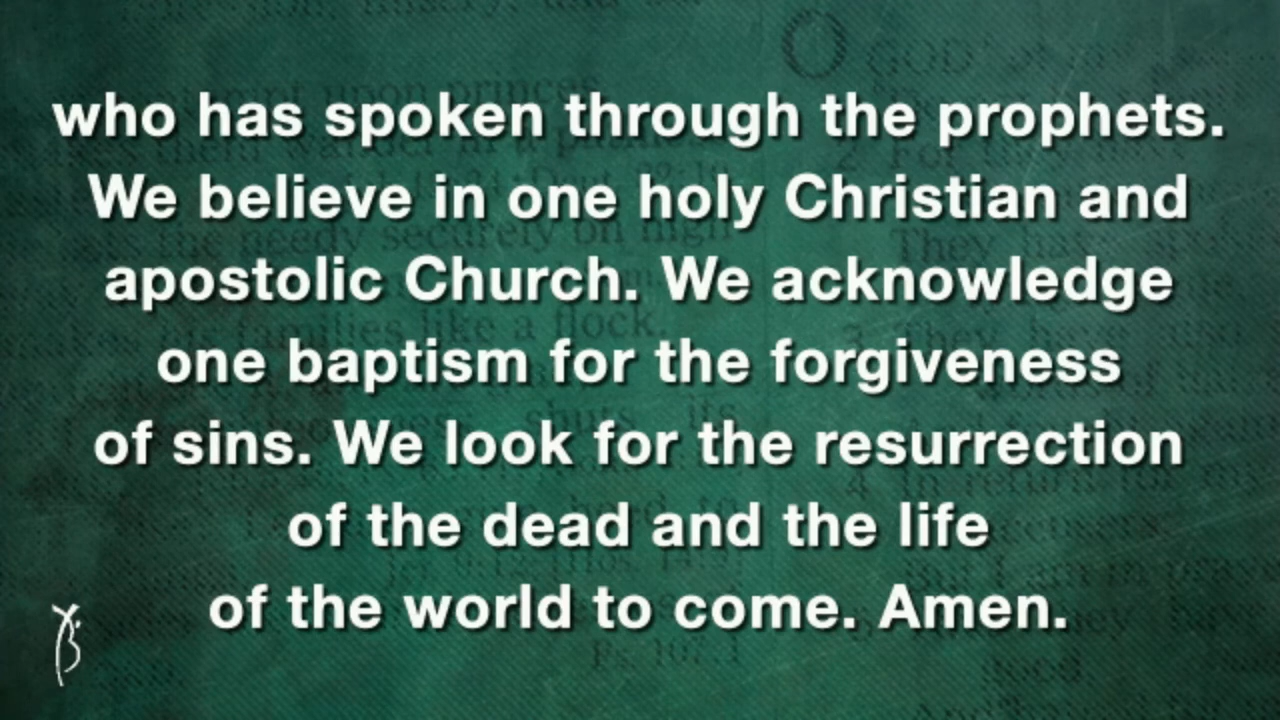 who has spoken through the prophets.
We believe in one holy Christian and
apostolic Church. We acknowledge
one baptism for the forgiveness
of sins. We look for the resurrection
of the dead and the life
of the world to come. Amen.